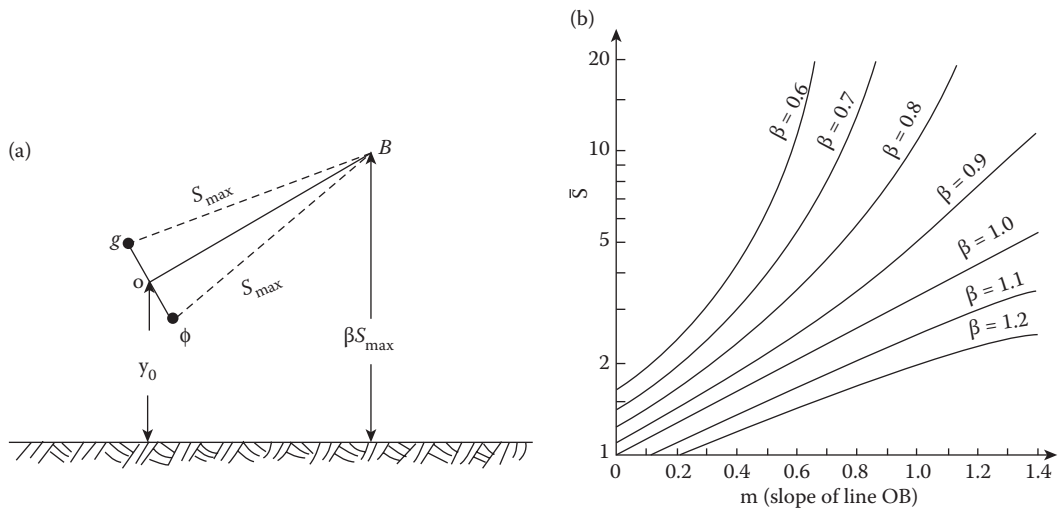 (a)
B
S_max
g
o
S_max
ϕ
y_0
βS_max
(b)
S̄
20
10
5
2
1
β = 0.6
β = 0.7
β = 0.8
β = 0.9
β = 1.0
β = 1.1
β = 1.2
0 0.2 0.4 0.6 0.8 1.0 1.2 1.4
m (slope of line OB)